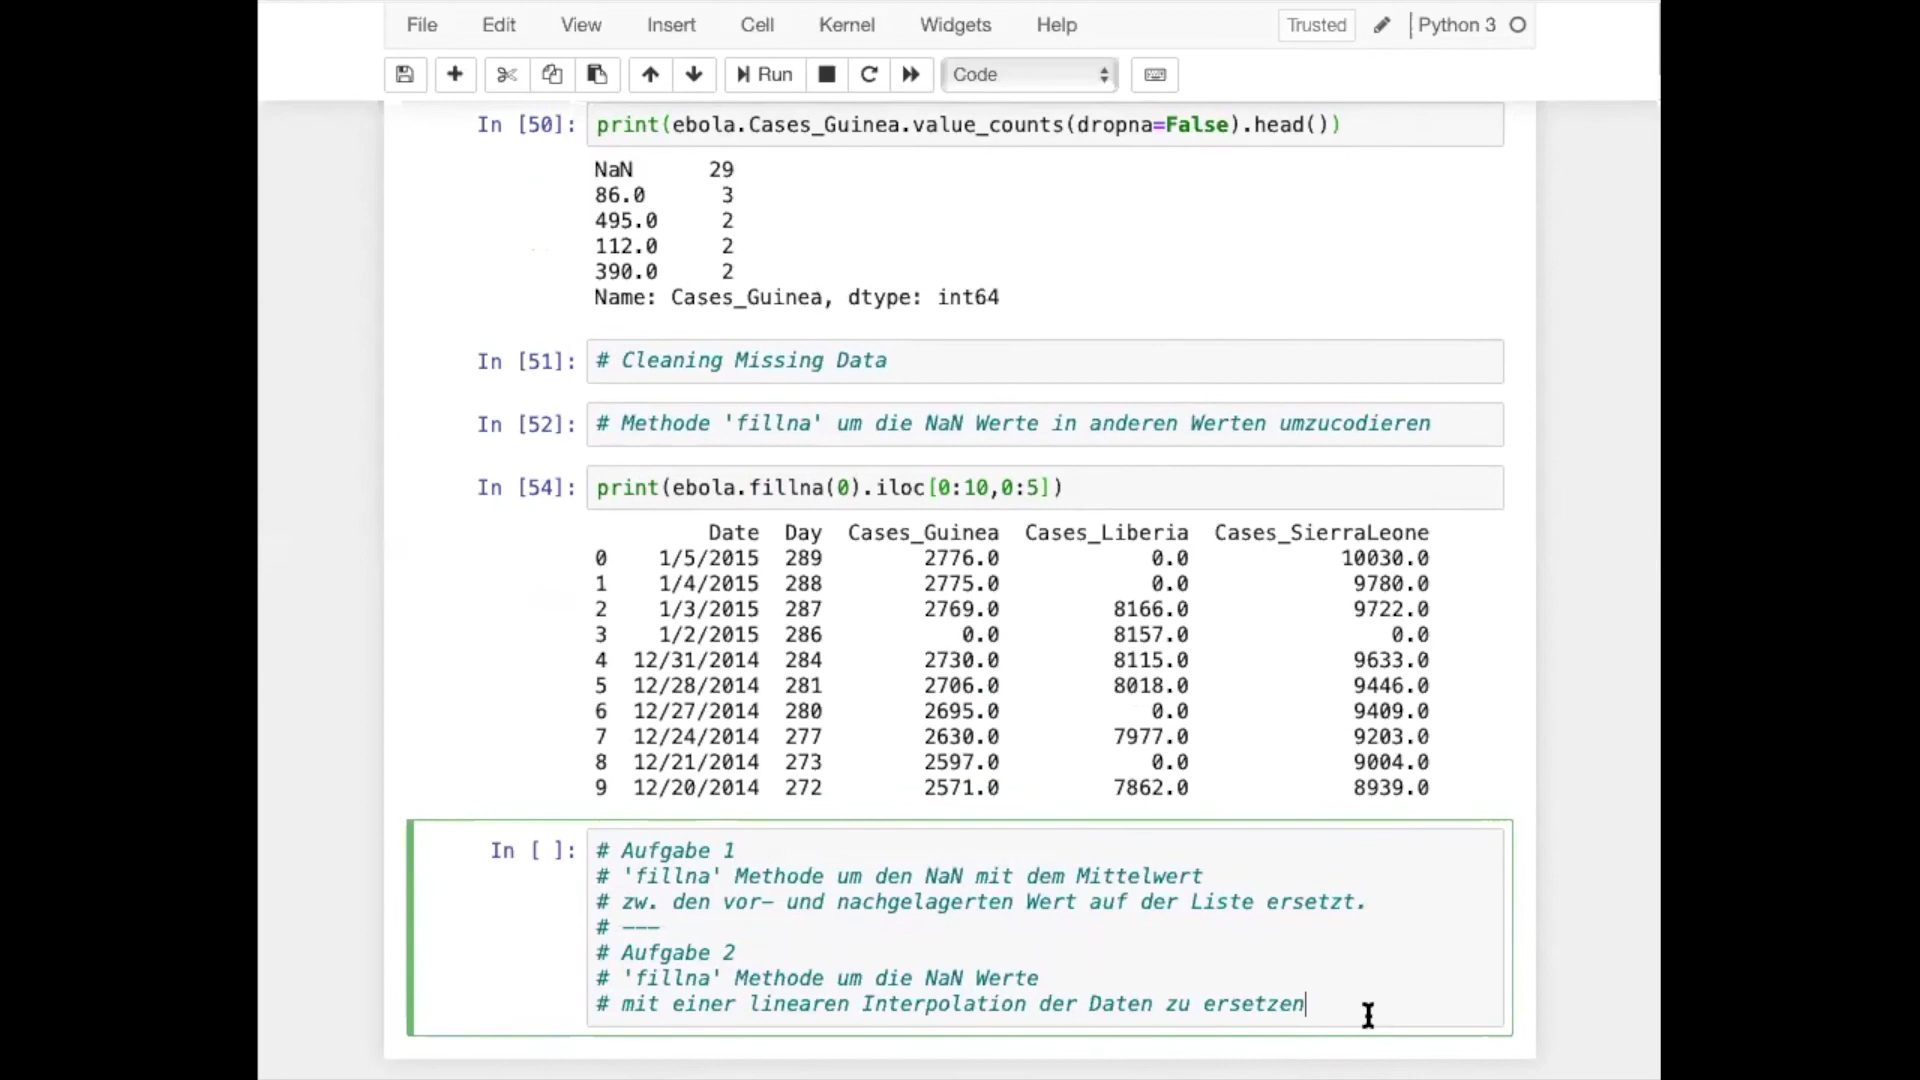 File Edit View Insert Cell Kernel Widgets Help Trusted Python 3
Run Code
In [50]: print(ebola.Cases_Guinea.value_counts(dropna=False).head())
NaN 29
86.0 3
495.0 2
112.0 2
390.0 2
Name: Cases_Guinea, dtype: int64
In [51]: # Cleaning Missing Data
In [52]: # Methode 'fillna' um die NaN Werte in anderen Werten umzucodieren
In [54]: print(ebola.fillna(0).iloc[0:10,0:5])
Date Day Cases_Guinea Cases_Liberia Cases_SierraLeone
0 1/5/2015 289 2776.0 0.0 10030.0
1 1/4/2015 288 2775.0 0.0 9780.0
2 1/3/2015 287 2769.0 8166.0 9722.0
3 1/2/2015 286 0.0 8157.0 0.0
4 12/31/2014 284 2730.0 8115.0 9633.0
5 12/28/2014 281 2706.0 8018.0 9446.0
6 12/27/2014 280 2695.0 0.0 9409.0
7 12/24/2014 277 2630.0 7977.0 9203.0
8 12/21/2014 273 2597.0 0.0 9004.0
9 12/20/2014 272 2571.0 7862.0 8939.0
In [ ]: # Aufgabe 1
# 'fillna' Methode um den NaN mit dem Mittelwert
# zw. den vor– und nachgelagerten Wert auf der Liste ersetzt.
# –––
# Aufgabe 2
# 'fillna' Methode um die NaN Werte
# mit einer linearen Interpolation der Daten zu ersetzen